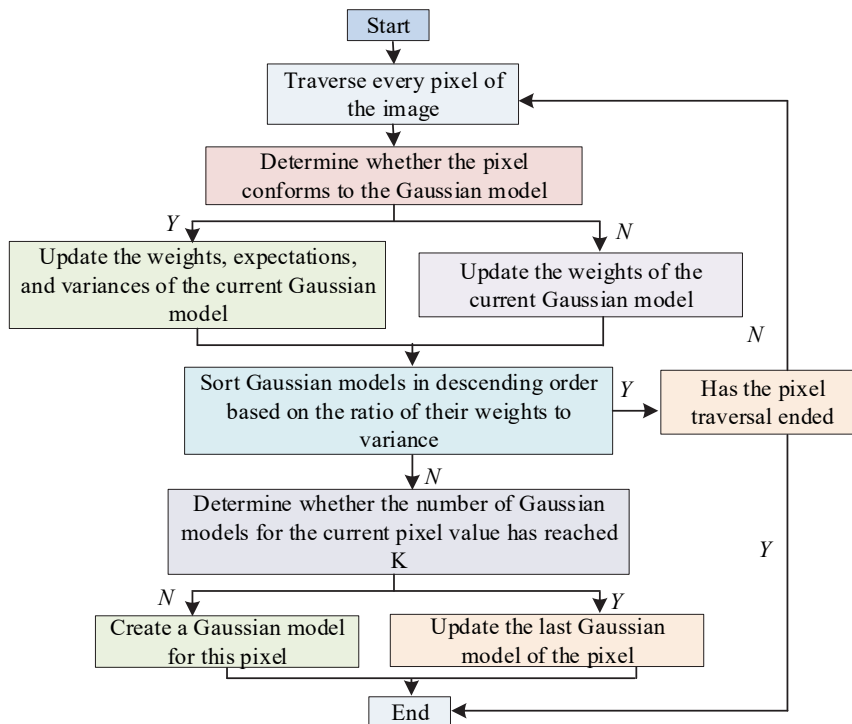 Start
Traverse every pixel of
the image
Determine whether the pixel
conforms to the Gaussian model
Y
N
Update the weights, expectations,
and variances of the current Gaussian
model
Update the weights of the
current Gaussian model
N
Sort Gaussian models in descending order
based on the ratio of their weights to
variance
Y
Has the pixel
traversal ended
N
Determine whether the number of Gaussian
models for the current pixel value has reached
K
Y
N
Y
Create a Gaussian model
for this pixel
Update the last Gaussian
model of the pixel
End